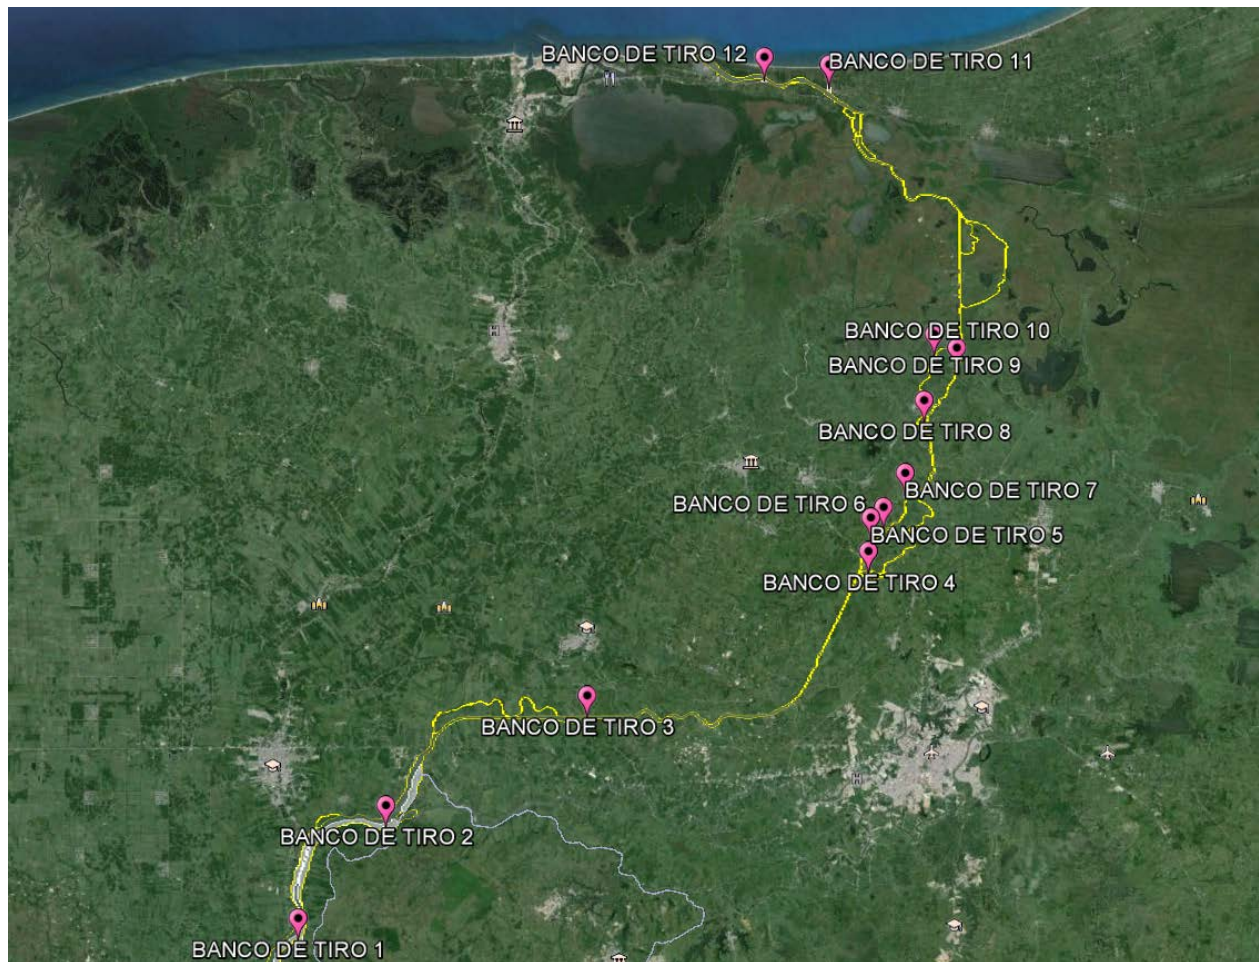 BANCO DE TIRO 12
BANCO DE TIRO 11
BANCO DE TIRO 10
BANCO DE TIRO 9
BANCO DE TIRO 8
BANCO DE TIRO 7
BANCO DE TIRO 6
BANCO DE TIRO 5
BANCO DE TIRO 4
BANCO DE TIRO 3
BANCO DE TIRO 2
BANCO DE TIRO 1